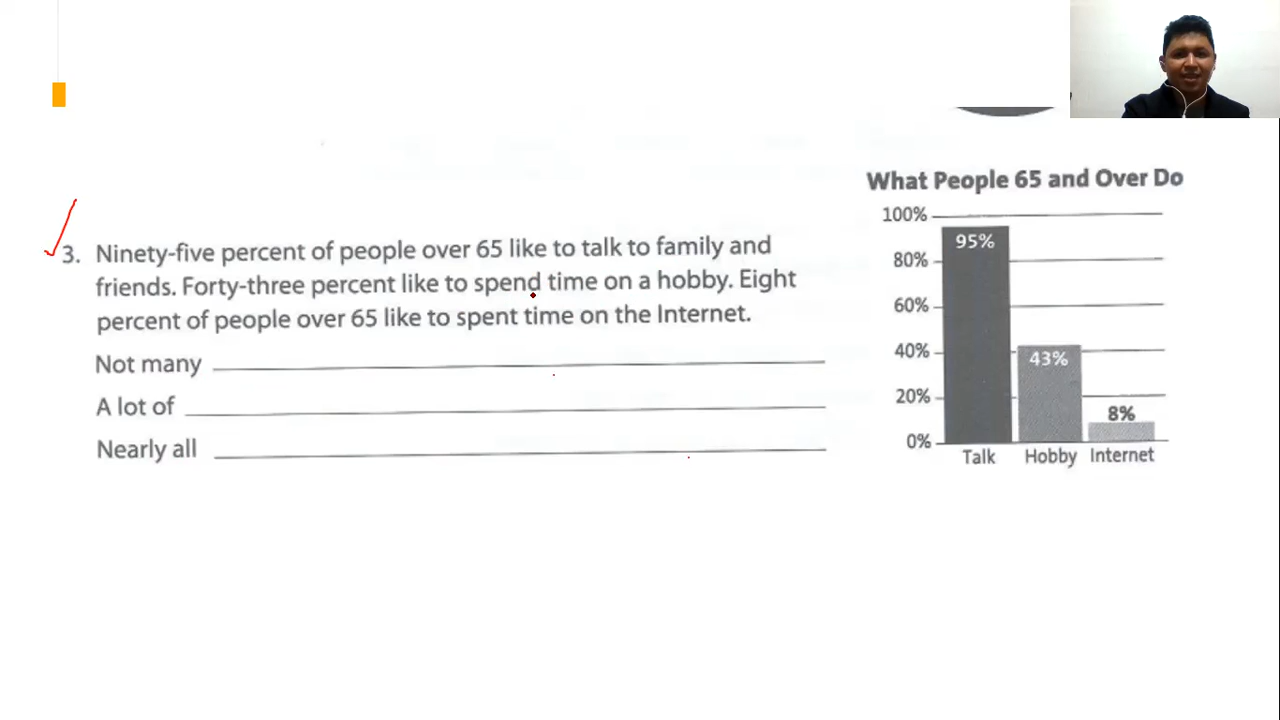 What People 65 and Over Do
3. Ninety-five percent of people over 65 like to talk to family and
friends. Forty-three percent like to spend time on a hobby. Eight
percent of people over 65 like to spent time on the Internet.
Not many
A lot of
Nearly all
100%
80%
60%
40%
20%
0%
95%
43%
8%
Talk Hobby Internet